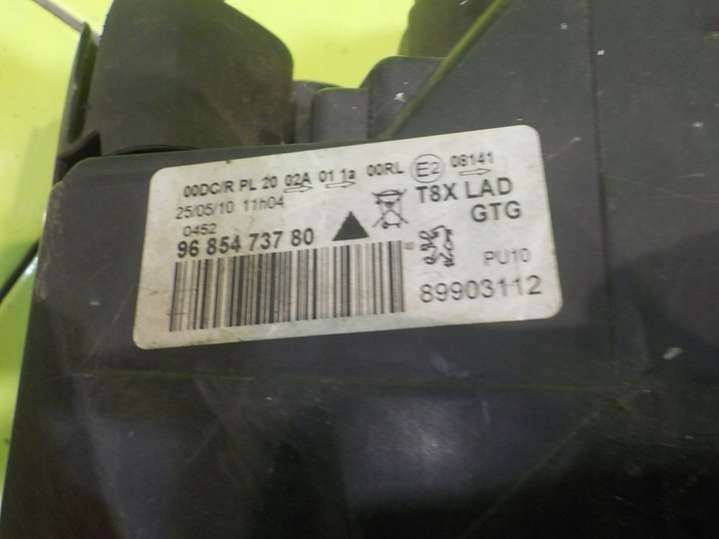 00DC/R PL 20 02A 01 1a 00RL E2 08141
25/05/10 11h04
T8X LAD
0452
GTG
96 854 737 80
PU10
89903112